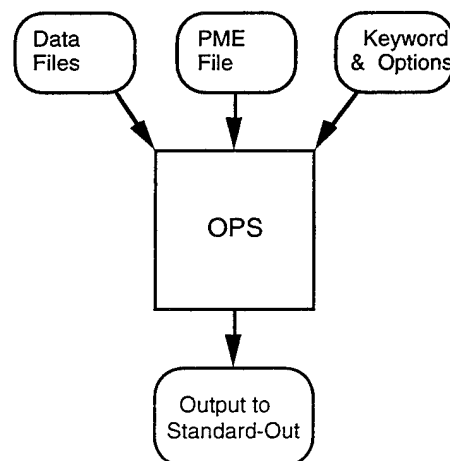 Data
Files
PME
File
Keyword
& Options
OPS
Output to
Standard-Out